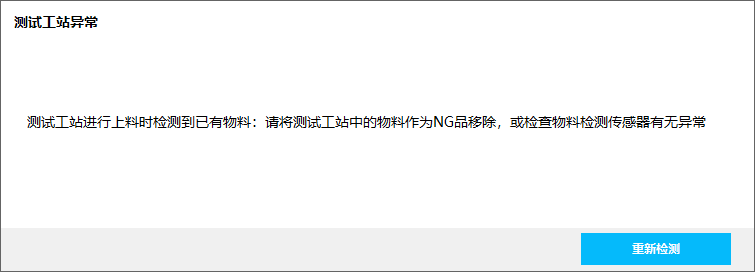 测试工站异常
测试工站进行上料时检测到已有物料：请将测试工站中的物料作为NG品移除，或检查物料检测传感器有无异常
重新检测